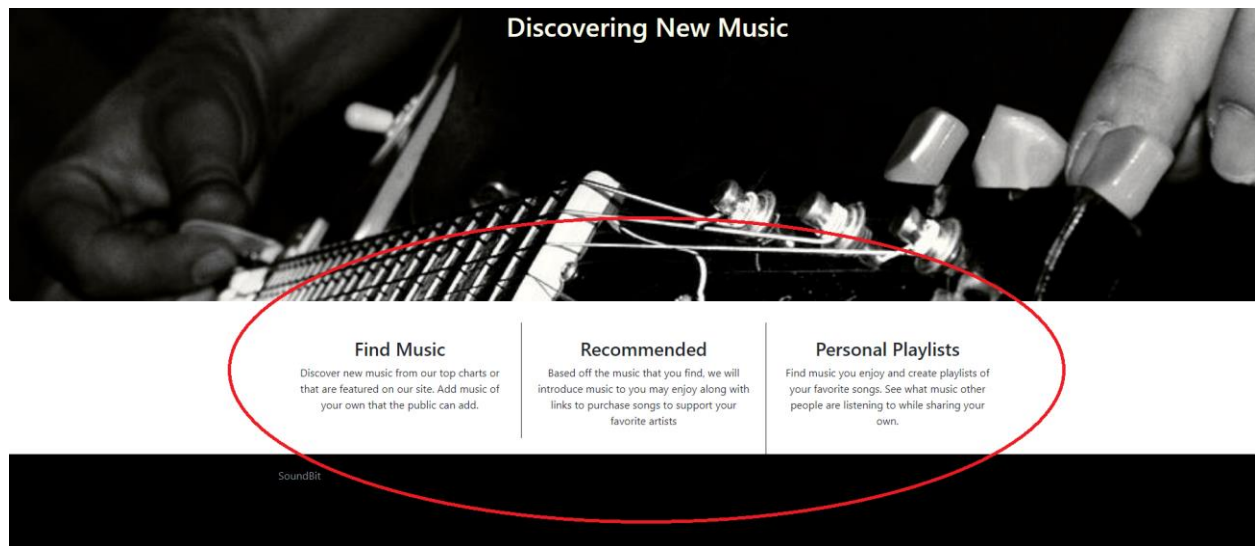 Discovering New Music
Find Music
Discover new music from our top charts or
that are featured on our site. Add music of
your own that the public can add.
Recommended
Based off the music that you find, we will
introduce music to you may enjoy along with
links to purchase songs to support your
favorite artists
Personal Playlists
Find music you enjoy and create playlists of
your favorite songs. See what music other
people are listening to while sharing your
own.
SoundBit